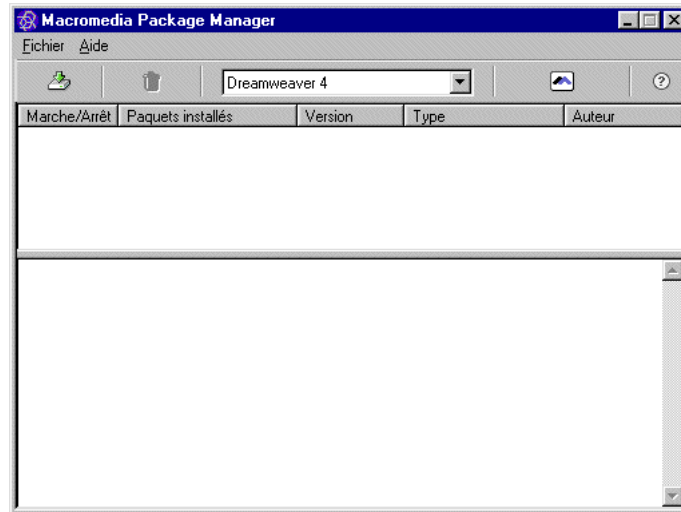 Macromedia Package Manager
Fichier Aide
Dreamweaver 4 ?
Marche/Arrêt Paquets installés Version Type Auteur